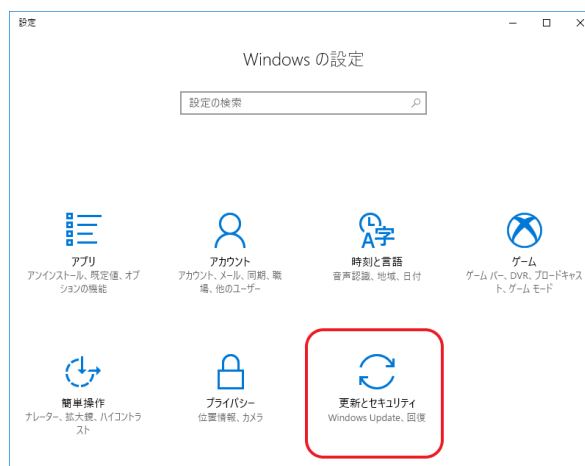 設定
Windows の設定
設定の検索
アプリ
アンインストール、既定値、オプ
ションの機能
アカウント
アカウント、メール、同期、職
場、他のユーザー
時刻と言語
音声認識、地域、日付
ゲーム
ゲーム バー、DVR、ブロードキャス
ト、ゲーム モード
簡単操作
ナレーター、拡大鏡、ハイコントラ
スト
プライバシー
位置情報、カメラ
更新とセキュリティ
Windows Update、回復